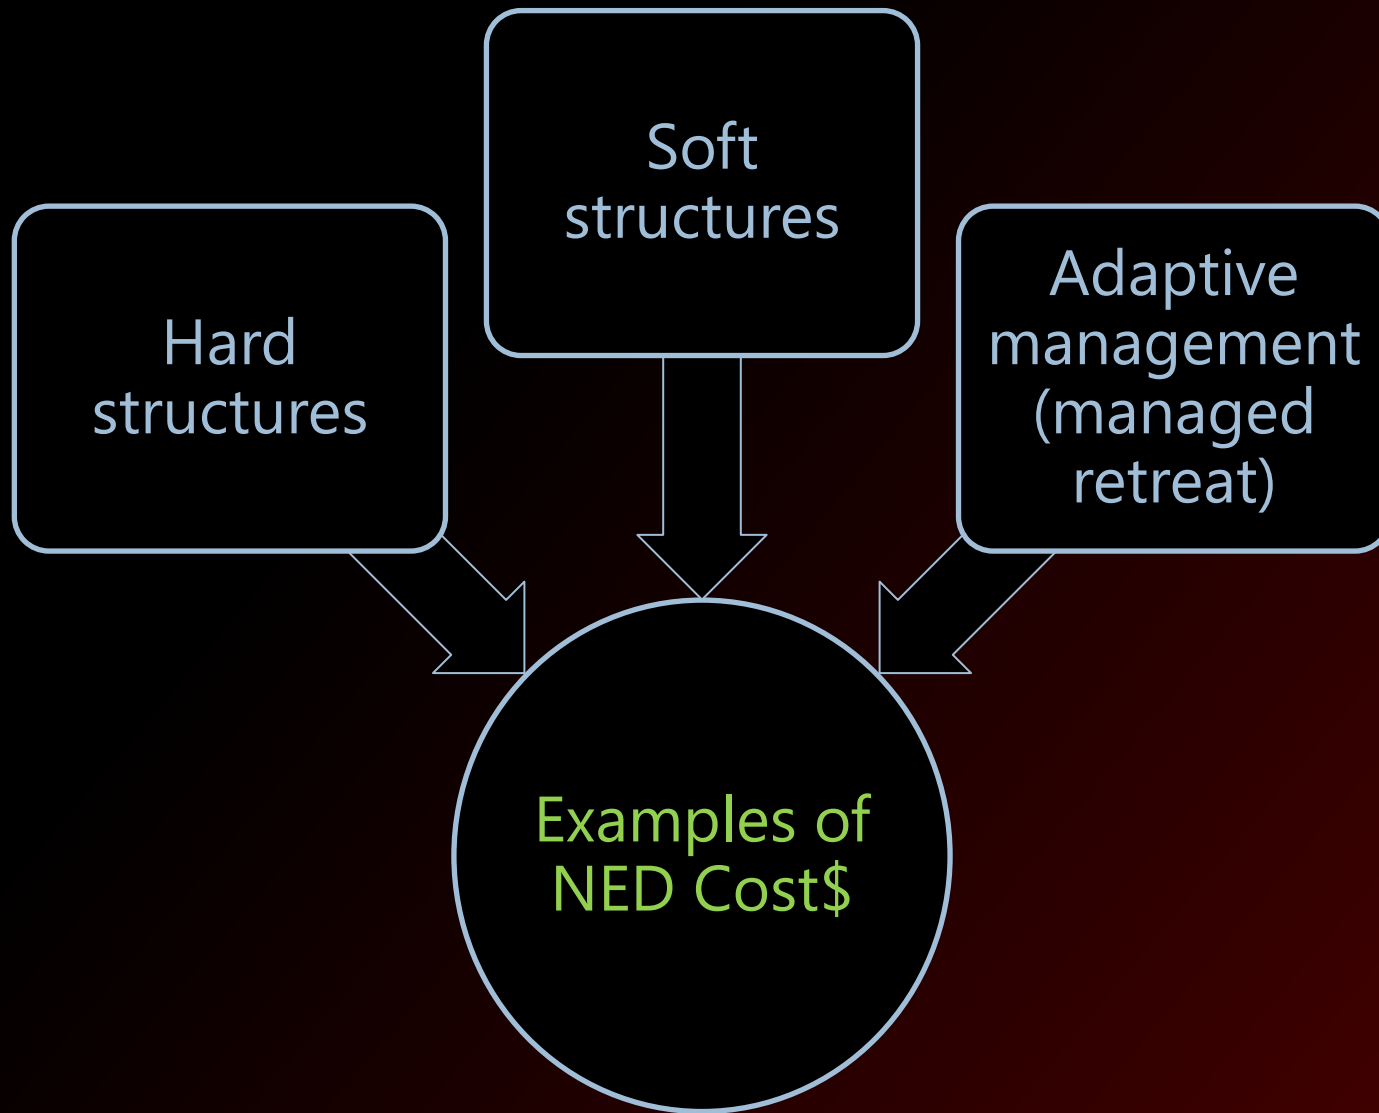 Soft
structures
Hard
structures
Adaptive
management
(managed
retreat)
Examples of
NED Cost$